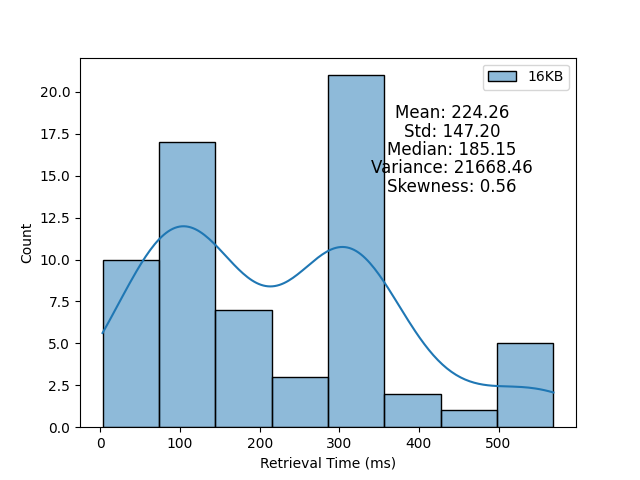 16KB
Mean: 224.26
Std: 147.20
Median: 185.15
Variance: 21668.46
Skewness: 0.56
Count
20.0
17.5
15.0
12.5
10.0
7.5
5.0
2.5
0.0
0 100 200 300 400 500
Retrieval Time (ms)